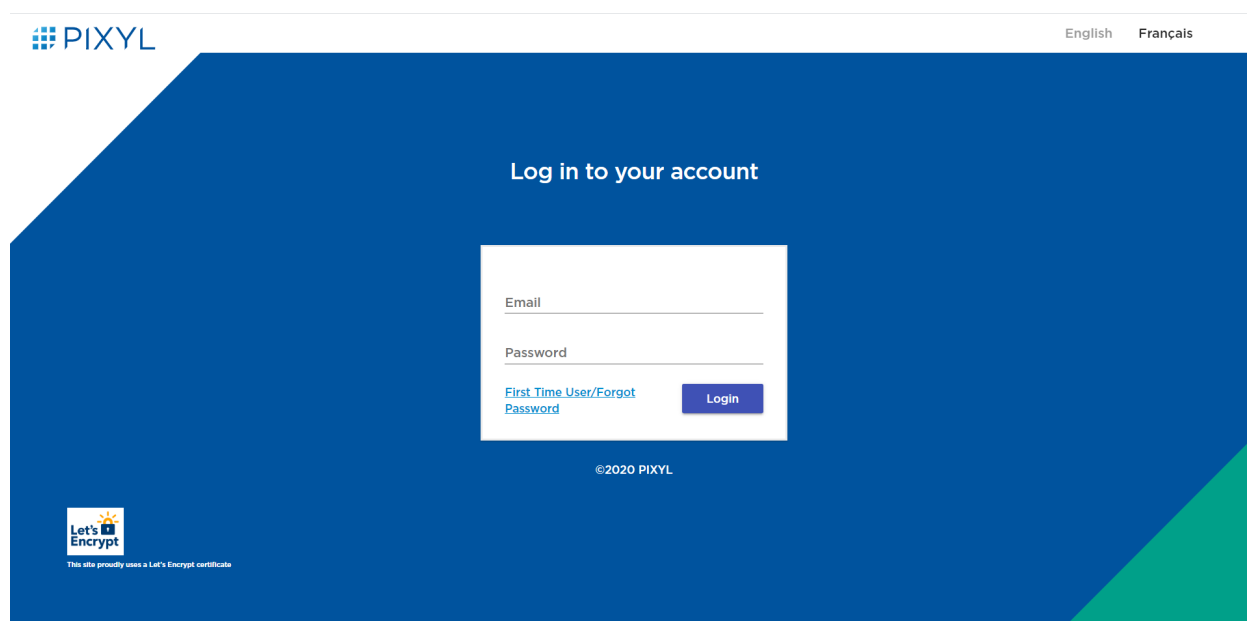 PIXYL
English Français
Log in to your account
Email
Password
First Time User/Forgot
Password
Login
©2020 PIXYL
Let's
Encrypt
This site proudly uses a Let's Encrypt certificate